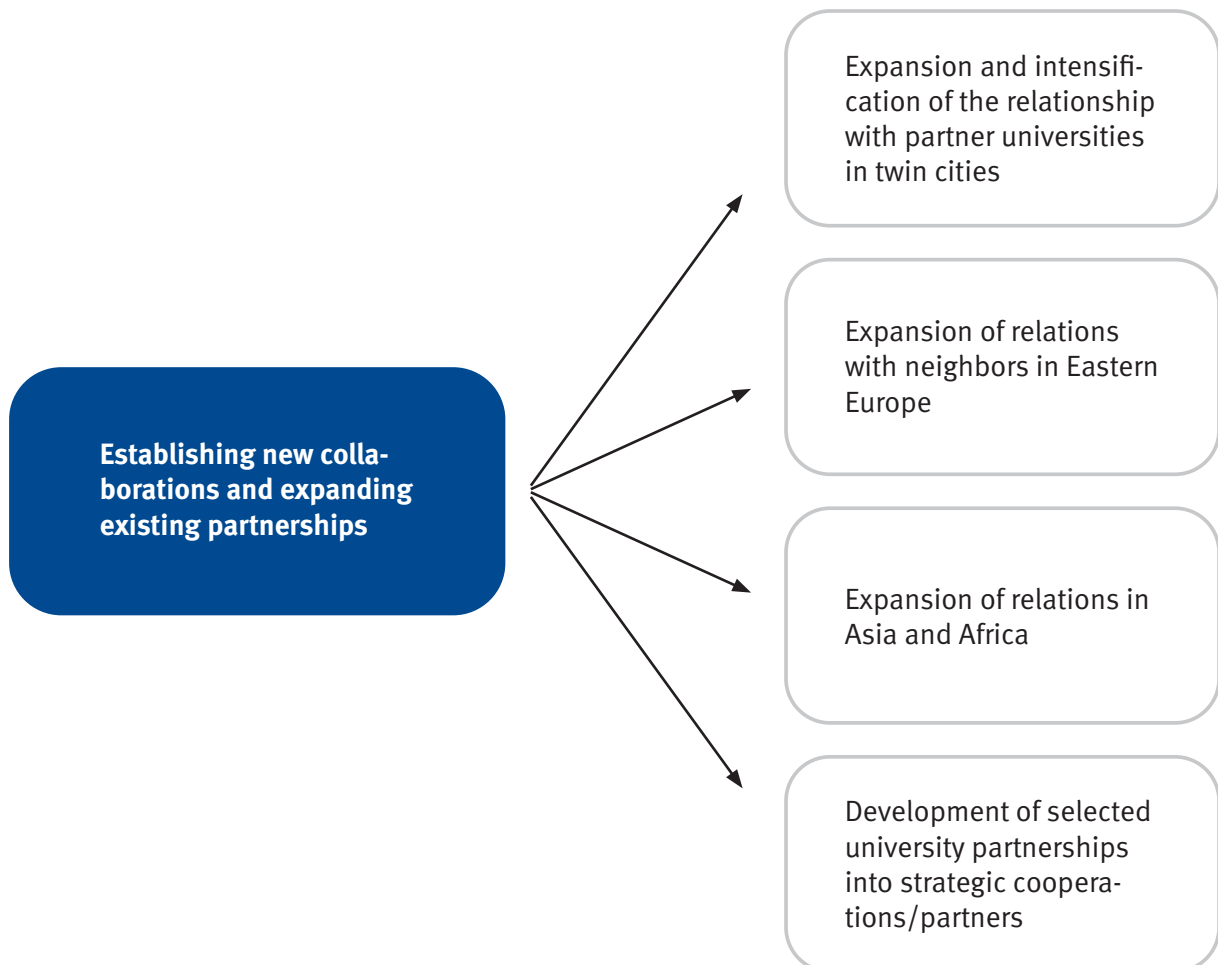 Expansion and intensifi-
cation of the relationship
with partner universities
in twin cities
Expansion of relations
with neighbors in Eastern
Europe
Establishing new colla-
borations and expanding
existing partnerships
Expansion of relations in
Asia and Africa
Development of selected
university partnerships
into strategic coopera-
tions/partners